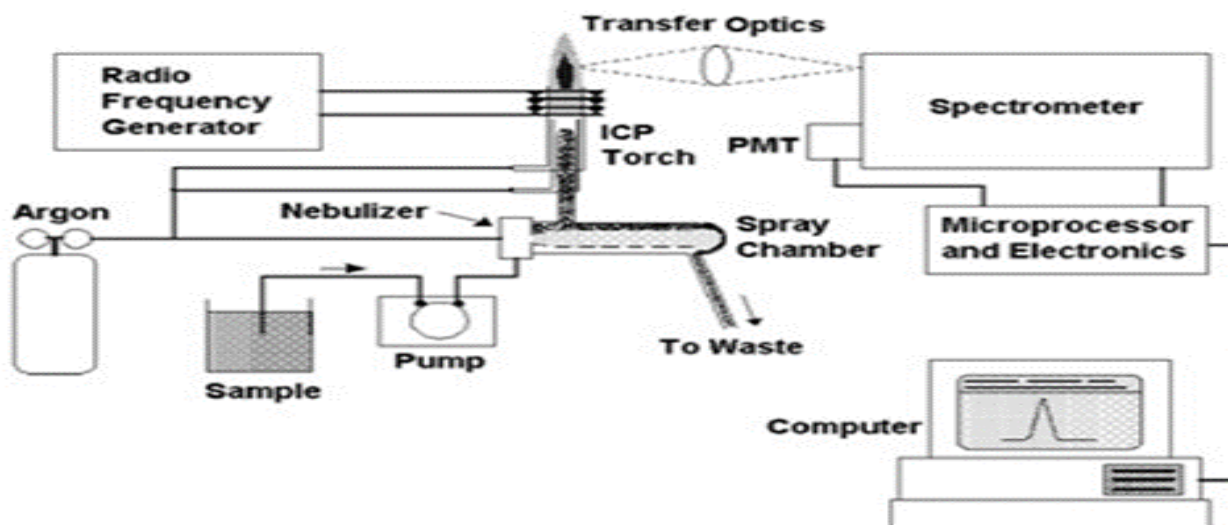 Transfer Optics
Radio
Frequency
Generator
Spectrometer
ICP
Torch
PMT
Argon
Nebulizer
Spray
Chamber
Microprocessor
and Electronics
Pump
To Waste
Sample
Computer